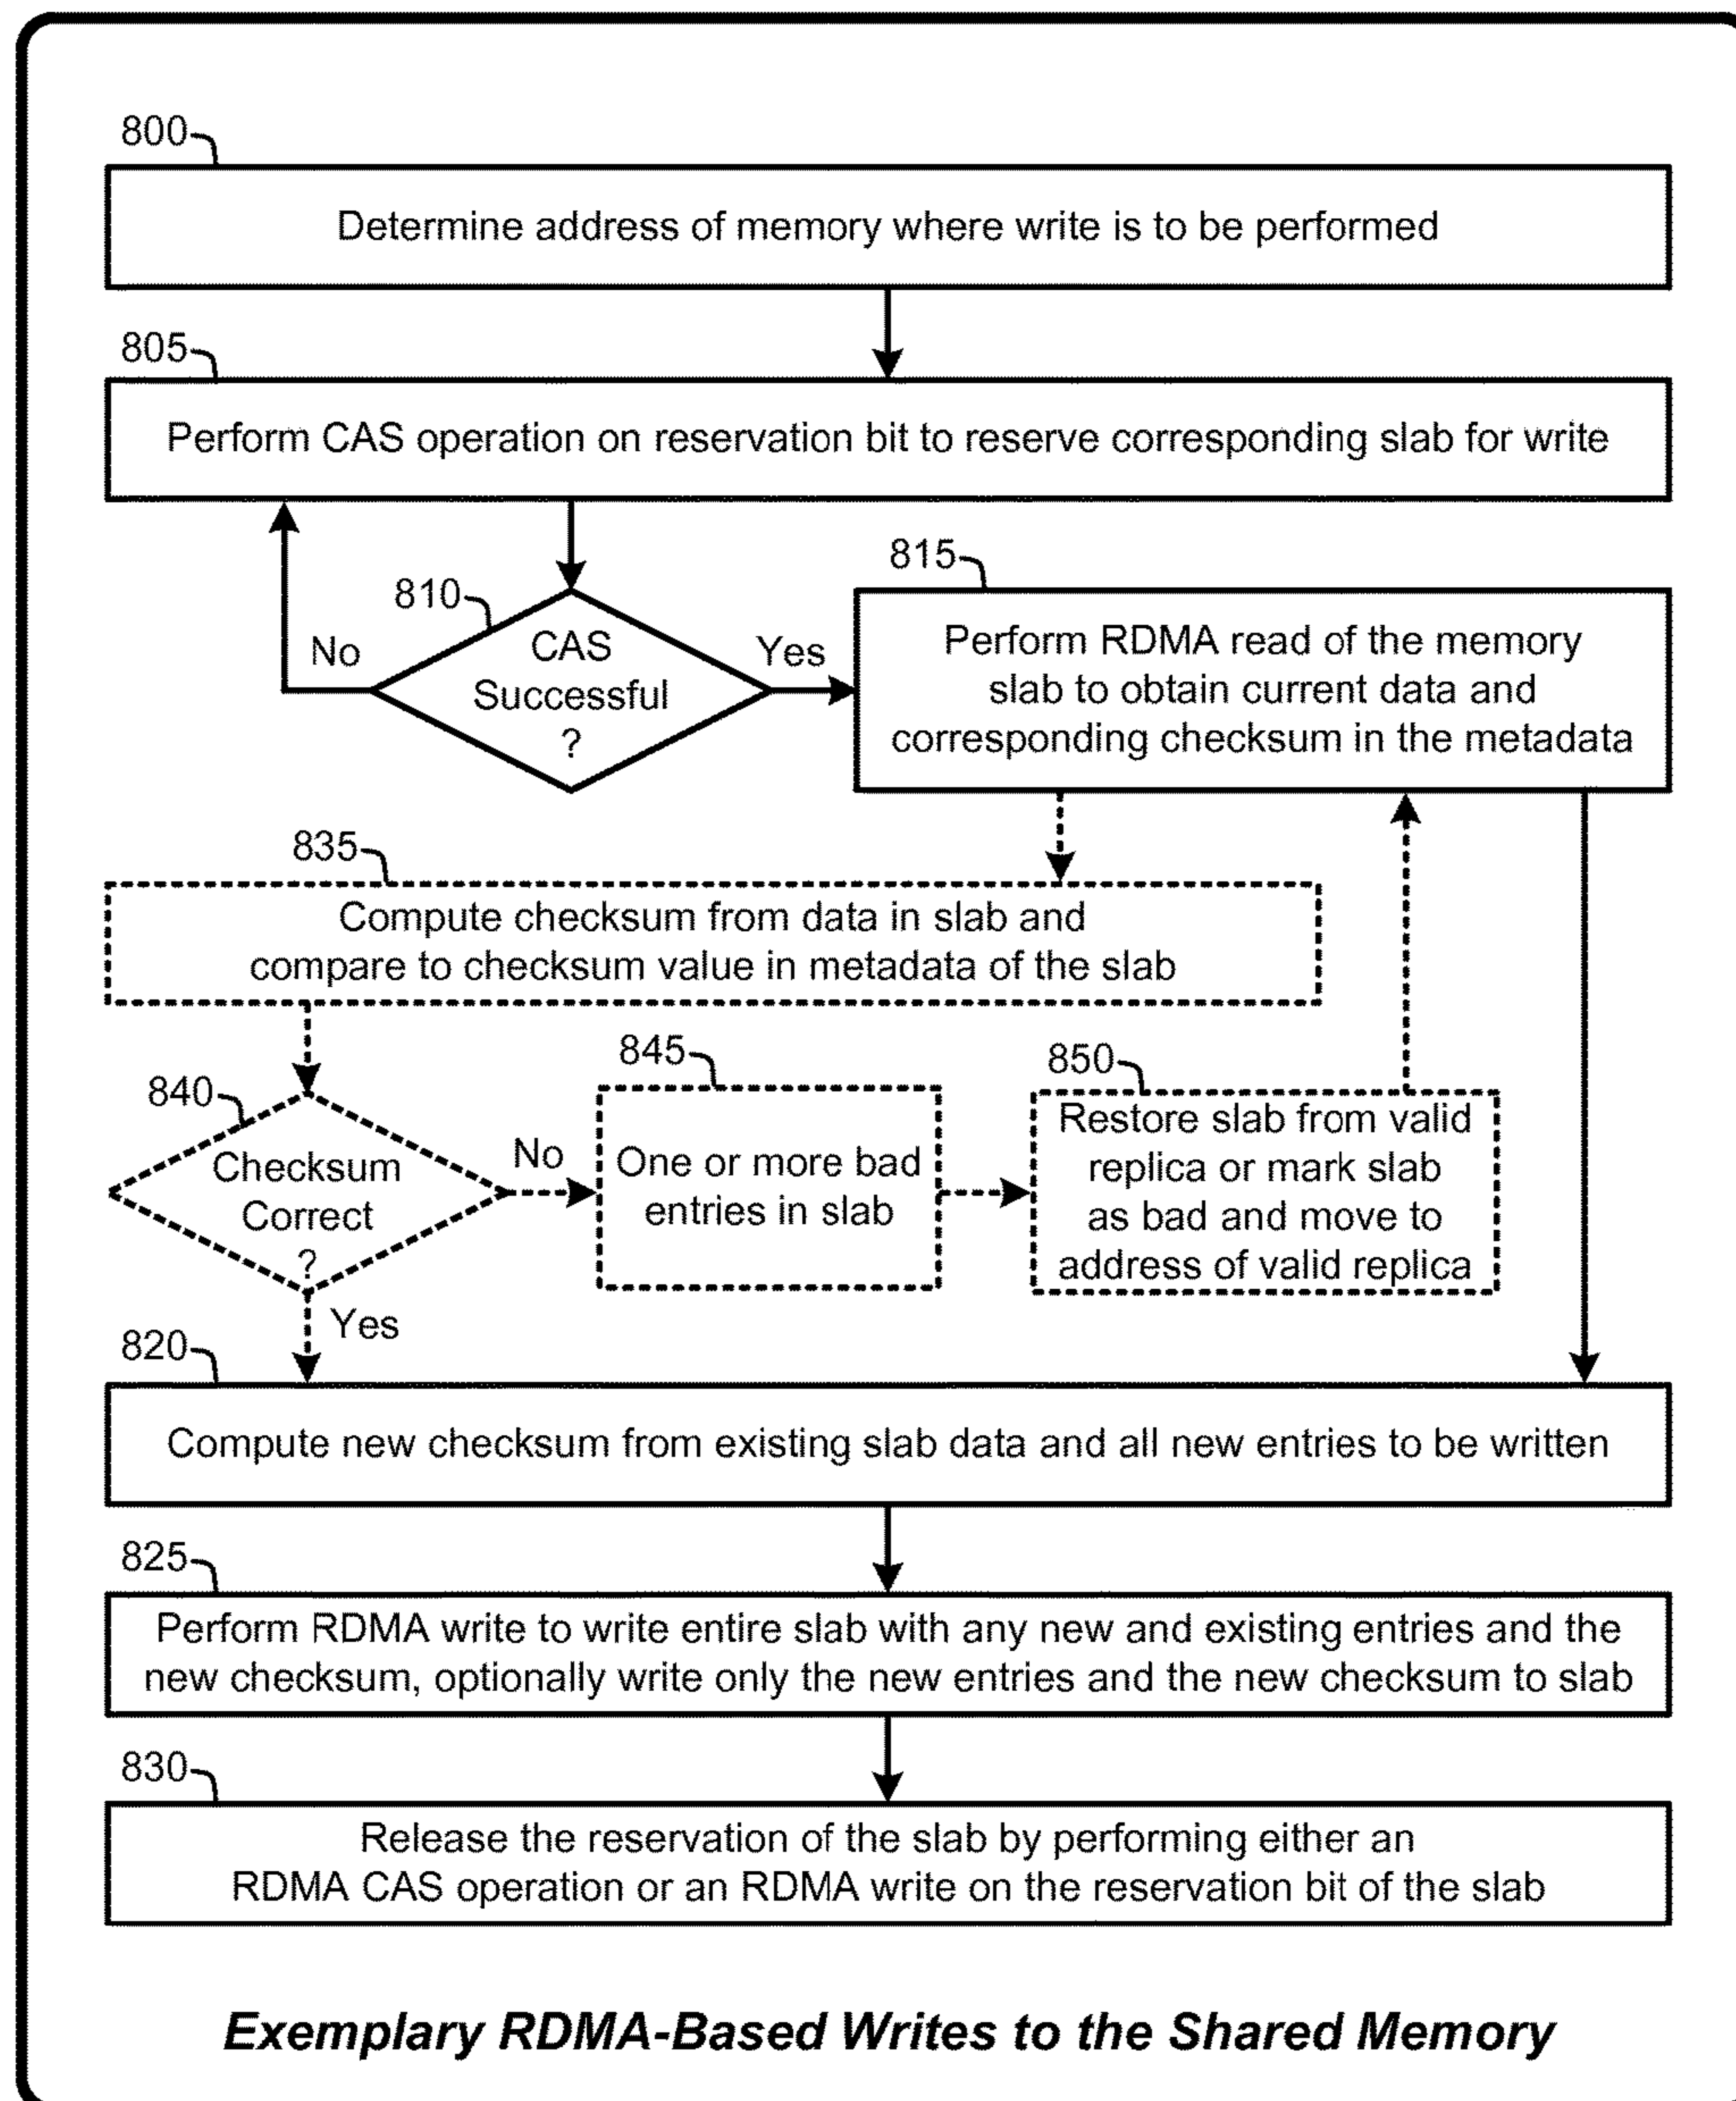 800
Determine address of memory where write is to be performed
805
Perform CAS operation on reservation bit to reserve corresponding slab for write
810
CAS
Successful
?
No
Yes
815
Perform RDMA read of the memory
slab to obtain current data and
corresponding checksum in the metadata
835
Compute checksum from data in slab and
compare to checksum value in metadata of the slab
840
Checksum
Correct
?
No
Yes
845
One or more bad
entries in slab
850
Restore slab from valid
replica or mark slab
as bad and move to
address of valid replica
820
Compute new checksum from existing slab data and all new entries to be written
825
Perform RDMA write to write entire slab with any new and existing entries and the
new checksum, optionally write only the new entries and the new checksum to slab
830
Release the reservation of the slab by performing either an
RDMA CAS operation or an RDMA write on the reservation bit of the slab
Exemplary RDMA-Based Writes to the Shared Memory